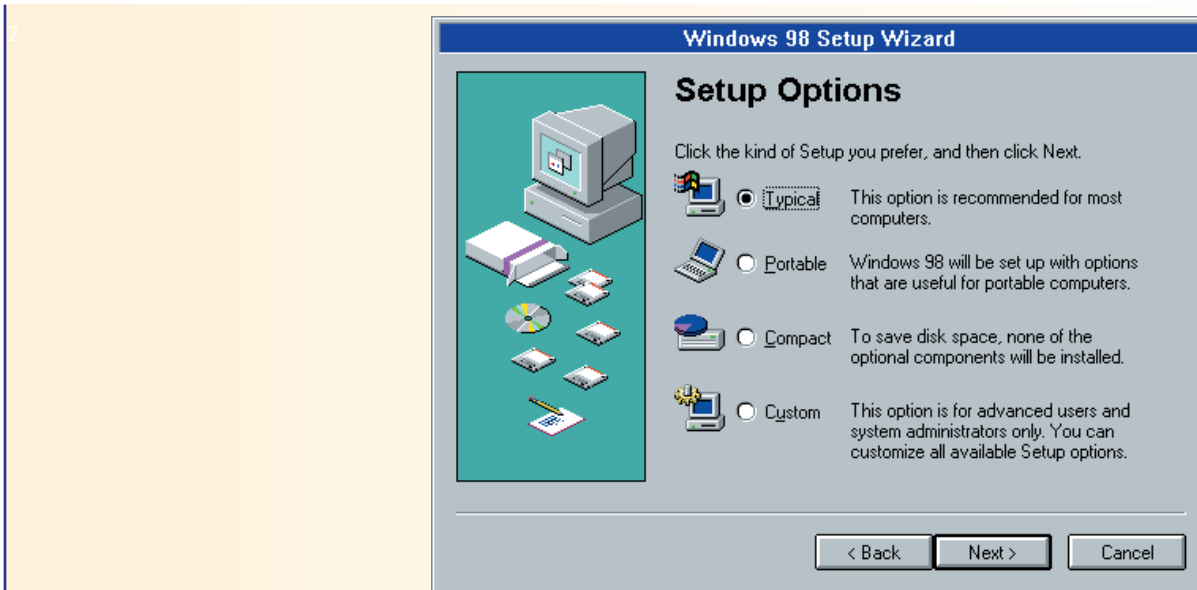 2
Windows 98 Setup Wizard
Setup Options
Click the kind of Setup you prefer, and then click Next.
Typical
This option is recommended for most
computers.
Portable
Windows 98 will be set up with options
that are useful for portable computers.
Compact
To save disk space, none of the
optional components will be installed.
Custom
This option is for advanced users and
system administrators only. You can
customize all available Setup options.
< Back
Next >
Cancel